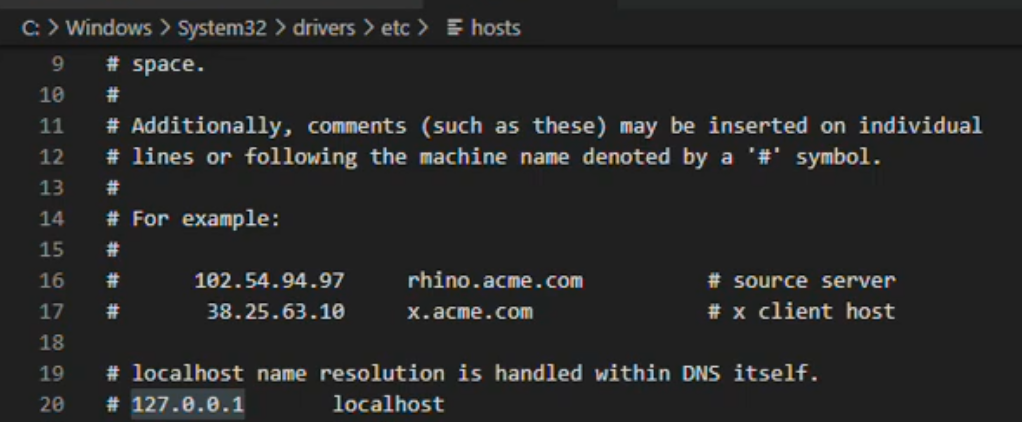 C: > Windows > System32 > drivers > etc > hosts
9 # space.
10 #
11 # Additionally, comments (such as these) may be inserted on individual
12 # lines or following the machine name denoted by a '#' symbol.
13 #
14 # For example:
15 #
16 # 102.54.94.97 rhino.acme.com # source server
17 # 38.25.63.10 x.acme.com # x client host
18
19 # localhost name resolution is handled within DNS itself.
20 # 127.0.0.1 localhost